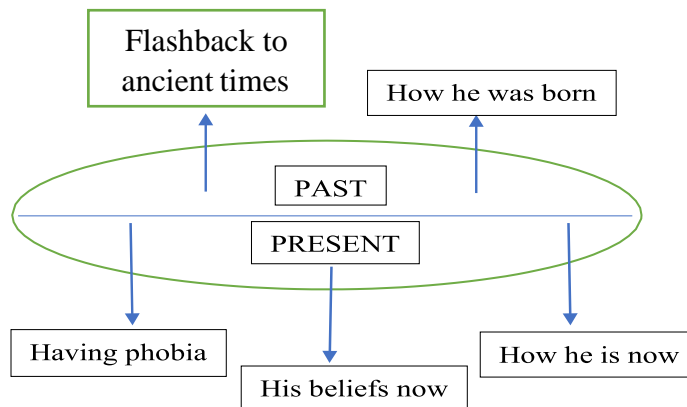 Flashback to
ancient times
How he was born
PAST
PRESENT
Having phobia
His beliefs now
How he is now